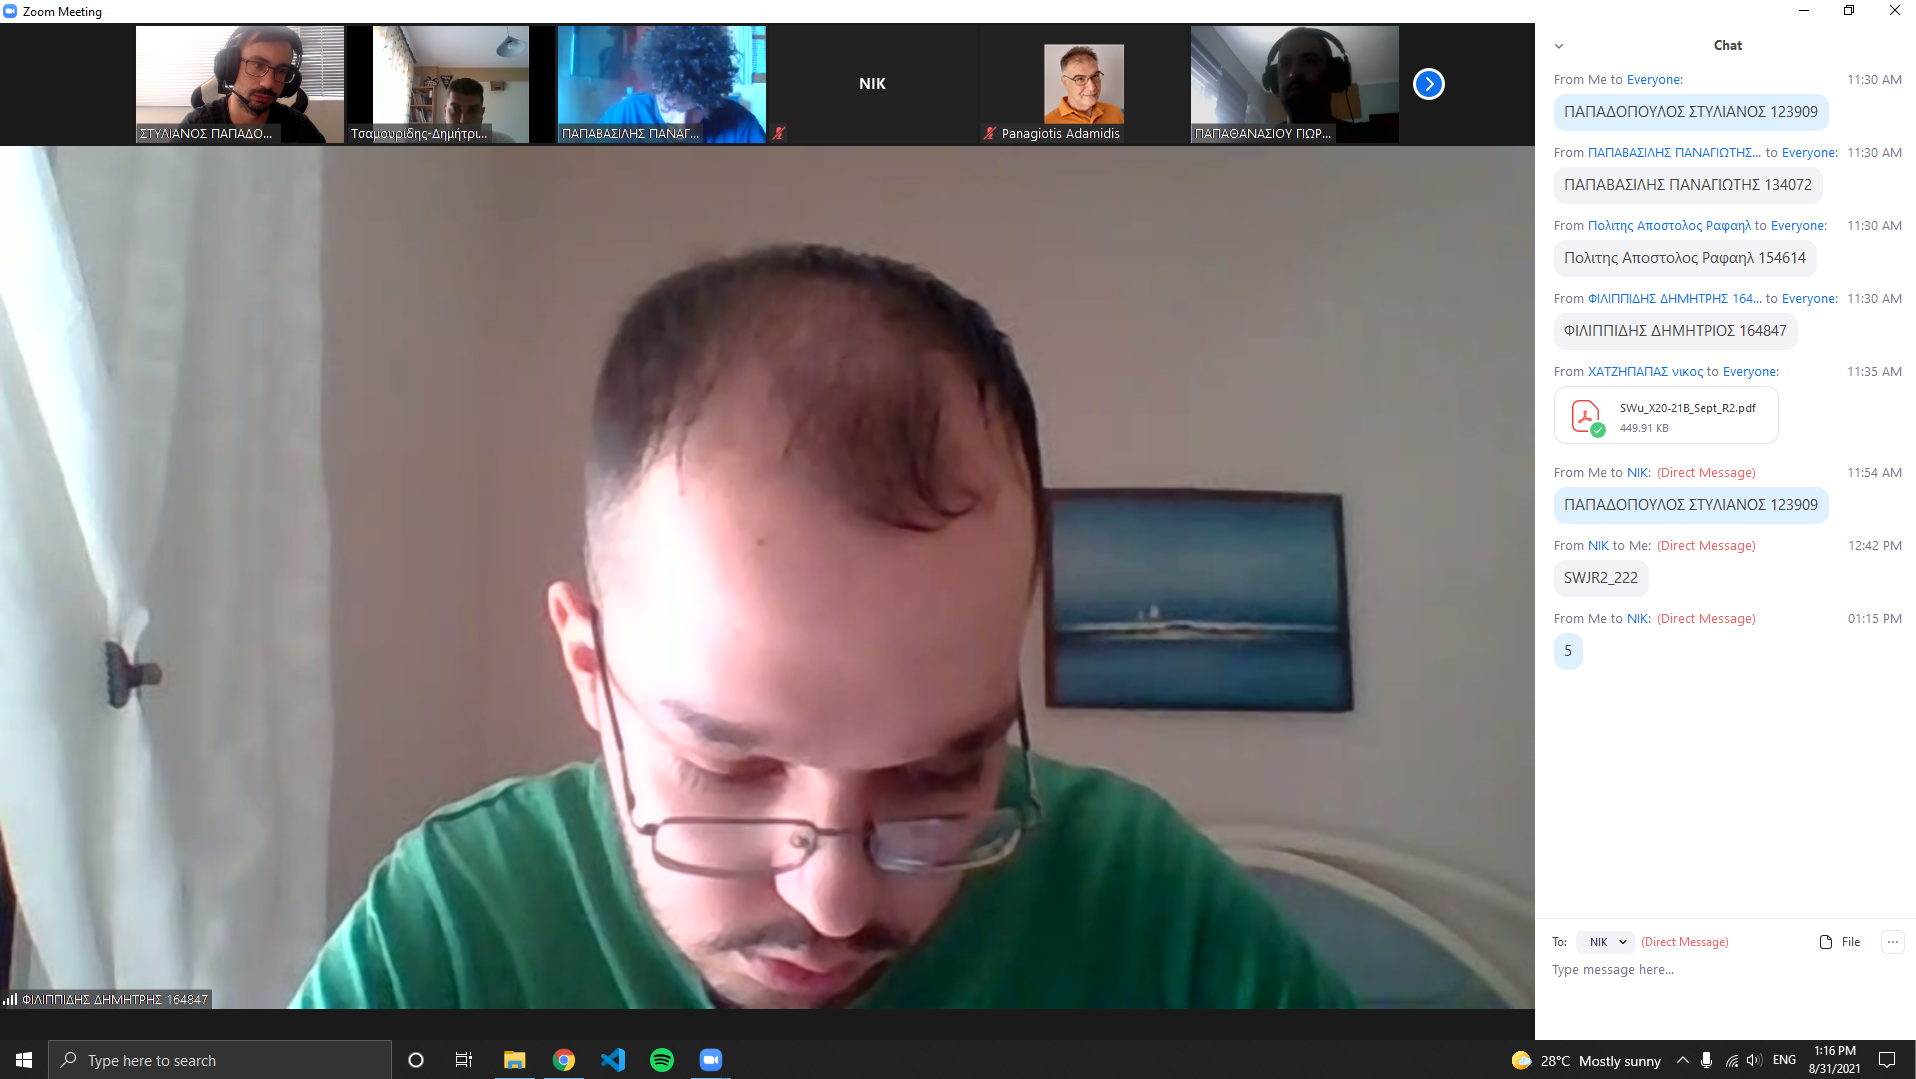 Zoom Meeting
ΣΤΥΛΙΑΝΟΣ ΠΑΠΑΔΟ...
Τσαμουρίδης-Δημήτρι...
ΠΑΠΑΒΑΣΙΛΗΣ ΠΑΝΑΓ...
NIK
Panagiotis Adamidis
ΠΑΠΑΘΑΝΑΣΙΟΥ ΓΙΩΡ...
ΦΙΛΙΠΠΙΔΗΣ ΔΗΜΗΤΡΗΣ 164847
Chat
From Me to Everyone: 11:30 AM
ΠΑΠΑΔΟΠΟΥΛΟΣ ΣΤΥΛΙΑΝΟΣ 123909
From ΠΑΠΑΒΑΣΙΛΗΣ ΠΑΝΑΓΙΩΤΗΣ... to Everyone: 11:30 AM
ΠΑΠΑΒΑΣΙΛΗΣ ΠΑΝΑΓΙΩΤΗΣ 134072
From Πολιτης Αποστολος Ραφαηλ to Everyone: 11:30 AM
Πολιτης Αποστολος Ραφαηλ 154614
From ΦΙΛΙΠΠΙΔΗΣ ΔΗΜΗΤΡΗΣ 164... to Everyone: 11:30 AM
ΦΙΛΙΠΠΙΔΗΣ ΔΗΜΗΤΡΙΟΣ 164847
From ΧΑΤΖΗΠΑΠΑΣ νικος to Everyone: 11:35 AM
SWu_X20-21B_Sept_R2.pdf
449.91 KB
From Me to NIK: (Direct Message) 11:54 AM
ΠΑΠΑΔΟΠΟΥΛΟΣ ΣΤΥΛΙΑΝΟΣ 123909
From NIK to Me: (Direct Message) 12:42 PM
SWJR2_222
From Me to NIK: (Direct Message) 01:15 PM
5
To: NIK (Direct Message) File
Type message here...
Type here to search
28°C Mostly sunny
ENG
1:16 PM
8/31/2021